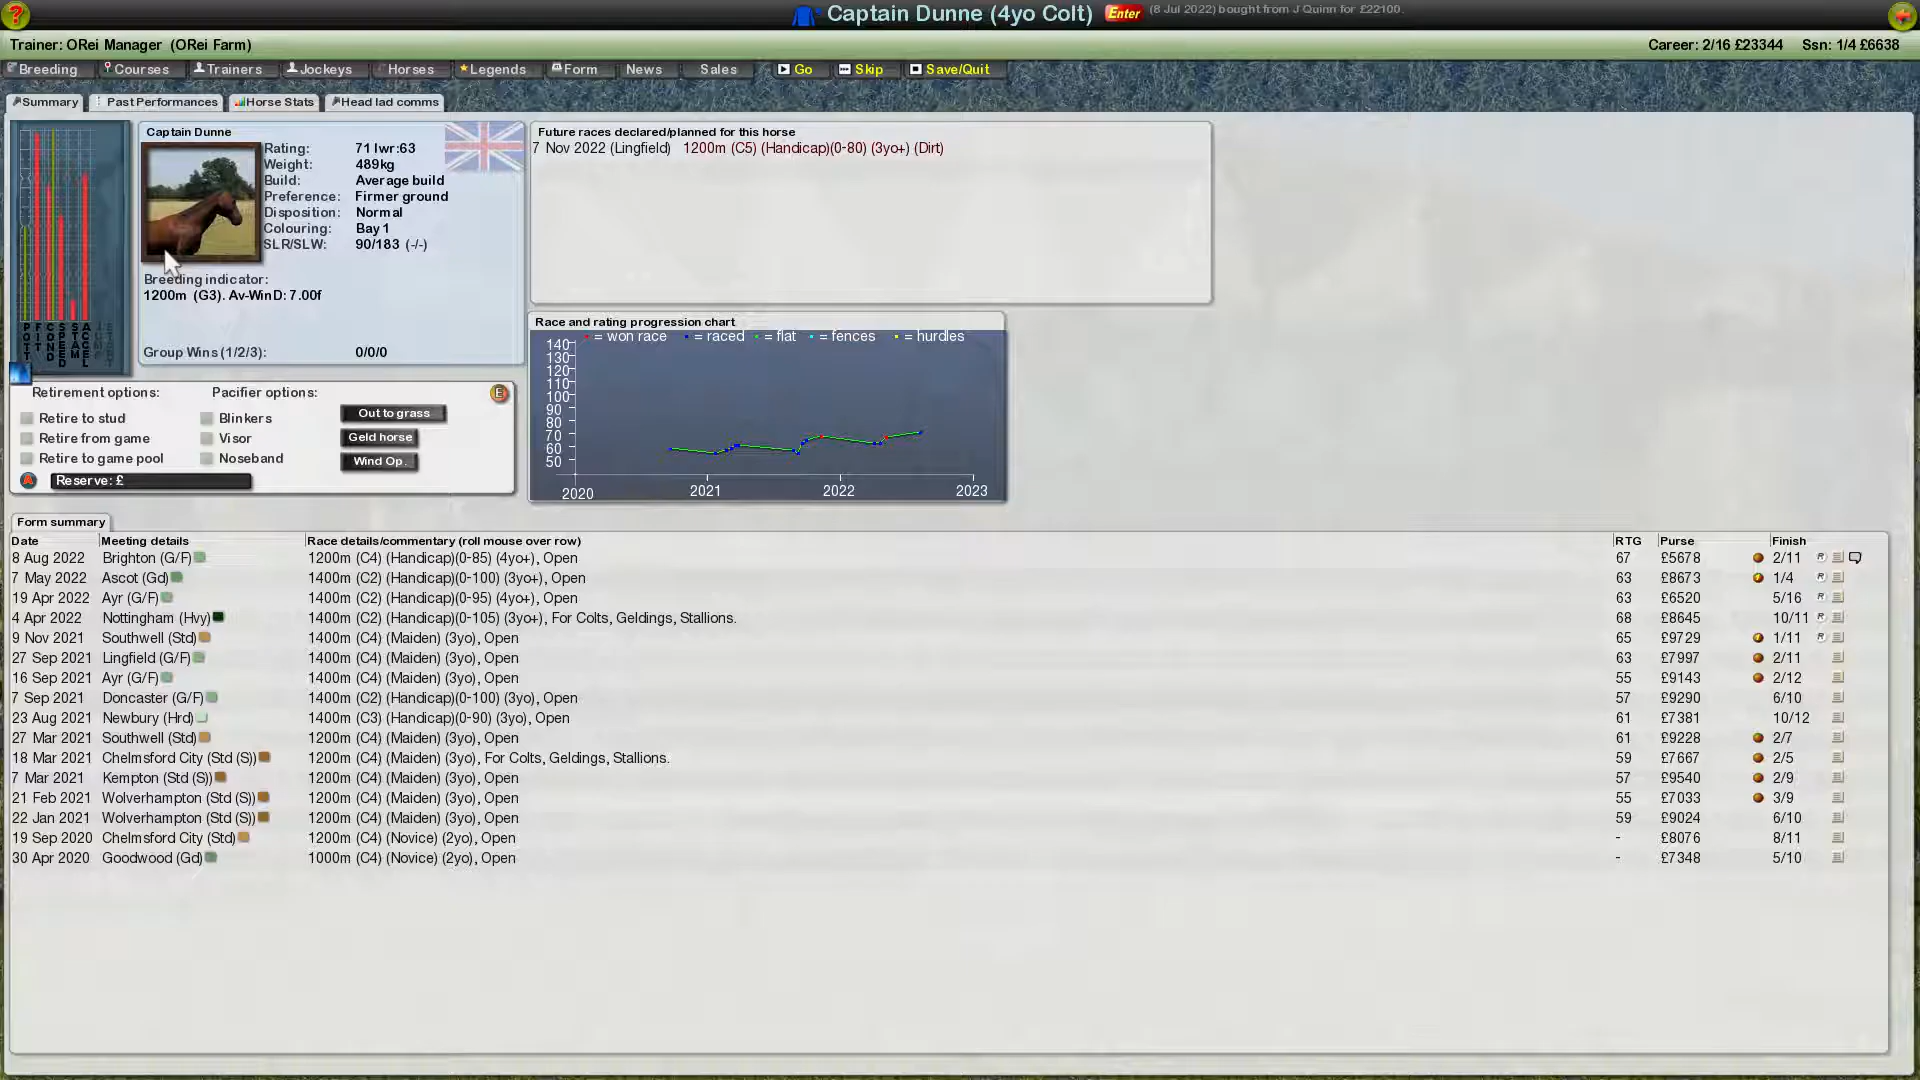 Captain Dunne (4yo Colt) Enter (8 Jul 2022) bought from J Quinn for £22100.
Trainer: ORei Manager (ORei Farm) Career: 2/16 £23344 Ssn: 1/4 £6638
Breeding Courses Trainers Jockeys Horses Legends Form News Sales Go Skip Save/Quit
Summary Past Performances Horse Stats Head lad comms
Captain Dunne
Rating: 71 lwr:63
Weight: 489kg
Build: Average build
Preference: Firmer ground
Disposition: Normal
Colouring: Bay 1
SLR/SLW: 90/183 (-/-)
Breeding indicator:
1200m (G3). Av-WinD: 7.00f
Group Wins (1/2/3): 0/0/0
POT FIT COND SPEED STAM ACCEL
Future races declared/planned for this horse
7 Nov 2022 (Lingfield) 1200m (C5) (Handicap)(0-80) (3yo+) (Dirt)
Race and rating progression chart
= won race = raced = flat = fences = hurdles
140
130
120
110
100
90
80
70
60
50
2020 2021 2022 2023
Retirement options: Pacifier options: E
Retire to stud Blinkers Out to grass
Retire from game Visor Geld horse
Retire to game pool Noseband Wind Op.
A Reserve: £
Form summary
Date Meeting details Race details/commentary (roll mouse over row) RTG Purse Finish
8 Aug 2022 Brighton (G/F) 1200m (C4) (Handicap)(0-85) (4yo+), Open 67 £5678 2/11 R
7 May 2022 Ascot (Gd) 1400m (C2) (Handicap)(0-100) (3yo+), Open 63 £8673 1/4 R
19 Apr 2022 Ayr (G/F) 1400m (C2) (Handicap)(0-95) (4yo+), Open 63 £6520 5/16 R
4 Apr 2022 Nottingham (Hvy) 1400m (C2) (Handicap)(0-105) (3yo+), For Colts, Geldings, Stallions. 68 £8645 10/11 R
9 Nov 2021 Southwell (Std) 1400m (C4) (Maiden) (3yo), Open 65 £9729 1/11 R
27 Sep 2021 Lingfield (G/F) 1400m (C4) (Maiden) (3yo), Open 63 £7997 2/11
16 Sep 2021 Ayr (G/F) 1400m (C4) (Maiden) (3yo), Open 55 £9143 2/12
7 Sep 2021 Doncaster (G/F) 1400m (C2) (Handicap)(0-100) (3yo), Open 57 £9290 6/10
23 Aug 2021 Newbury (Hrd) 1400m (C3) (Handicap)(0-90) (3yo), Open 61 £7381 10/12
27 Mar 2021 Southwell (Std) 1200m (C4) (Maiden) (3yo), Open 61 £9228 2/7
18 Mar 2021 Chelmsford City (Std (S)) 1200m (C4) (Maiden) (3yo), For Colts, Geldings, Stallions. 59 £7667 2/5
7 Mar 2021 Kempton (Std (S)) 1200m (C4) (Maiden) (3yo), Open 57 £9540 2/9
21 Feb 2021 Wolverhampton (Std (S)) 1200m (C4) (Maiden) (3yo), Open 55 £7033 3/9
22 Jan 2021 Wolverhampton (Std (S)) 1200m (C4) (Maiden) (3yo), Open 59 £9024 6/10
19 Sep 2020 Chelmsford City (Std) 1200m (C4) (Novice) (2yo), Open - £8076 8/11
30 Apr 2020 Goodwood (Gd) 1000m (C4) (Novice) (2yo), Open - £7348 5/10